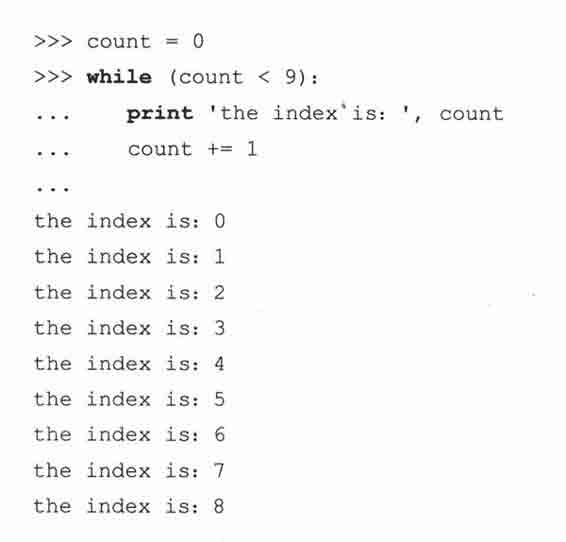 >>> count = 0
>>> while (count < 9):
...    print 'the index is: ', count
...    count += 1
...
the index is: 0
the index is: 1
the index is: 2
the index is: 3
the index is: 4
the index is: 5
the index is: 6
the index is: 7
the index is: 8